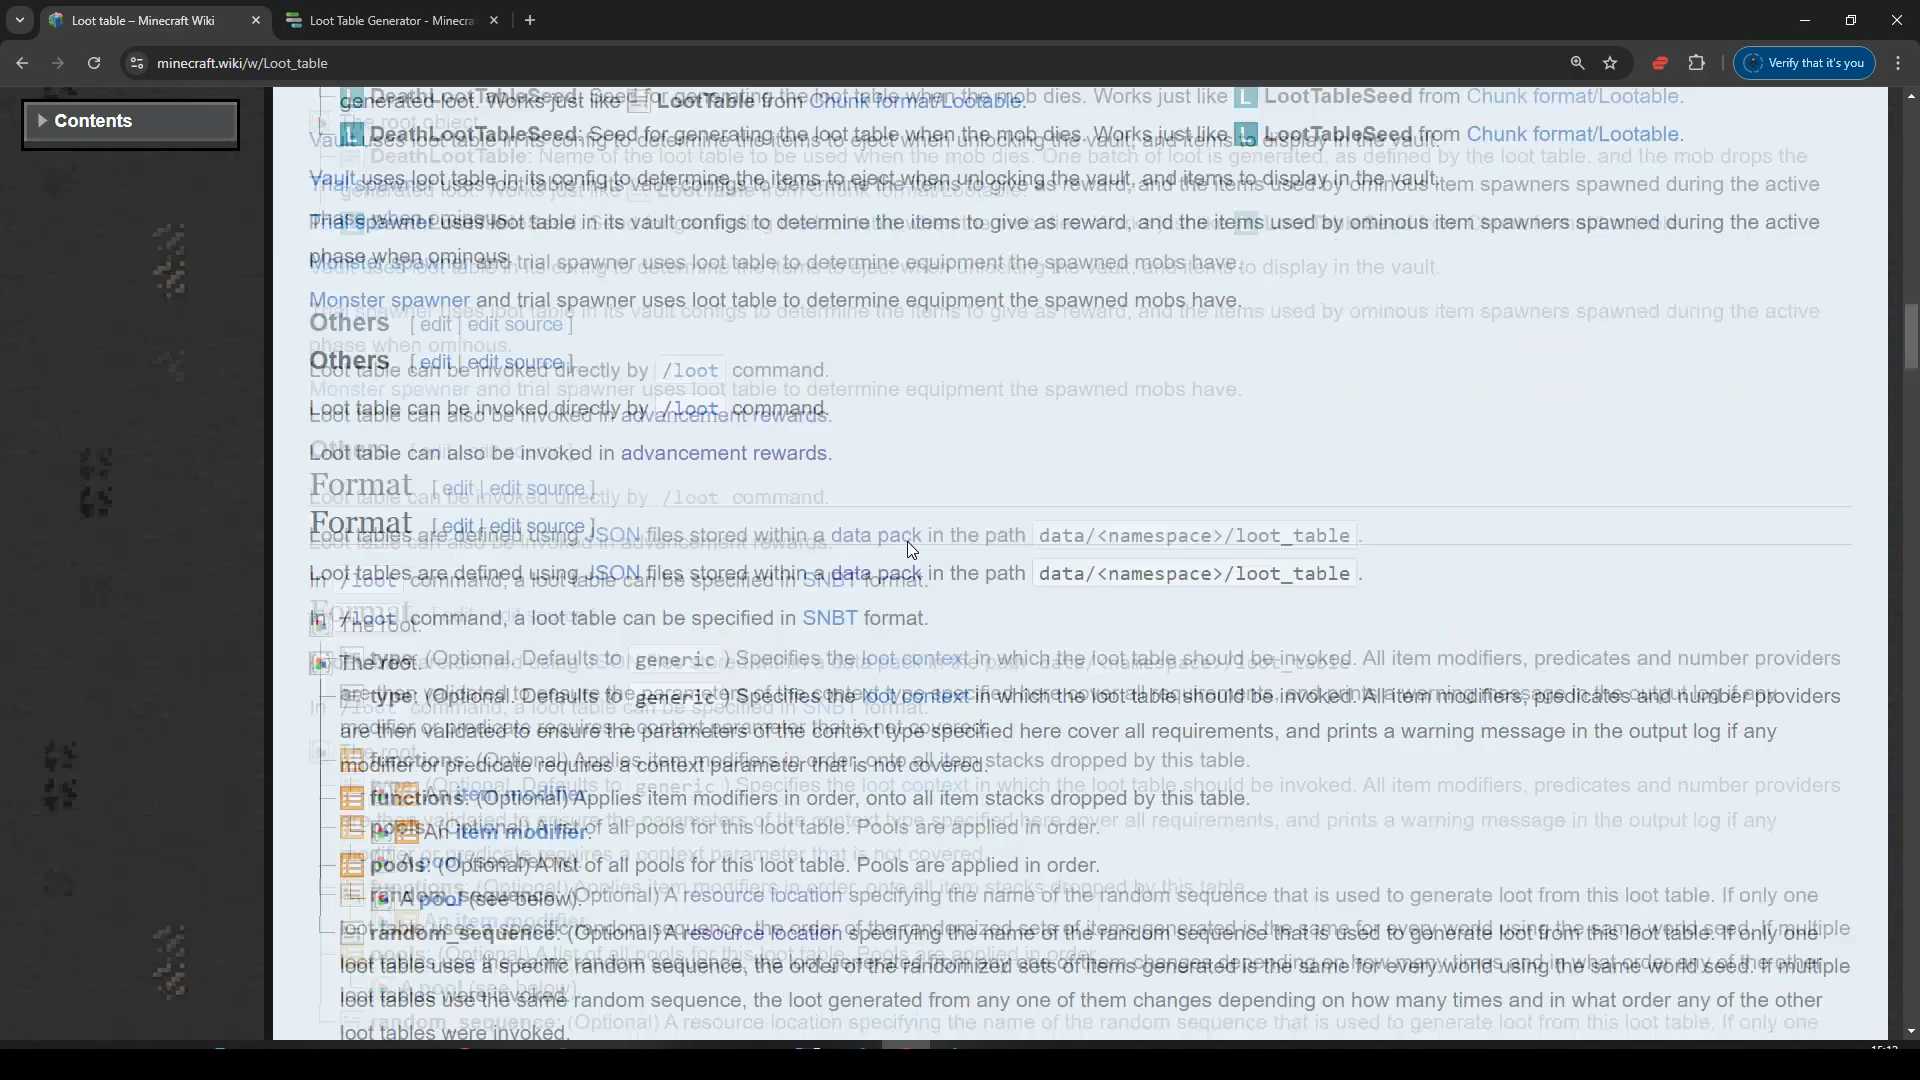 Loot table – Minecraft Wiki
Loot Table Generator - Minecra
minecraft.wiki/w/Loot_table
Verify that it's you
Contents
generated loot. Works just like LootTable from Chunk format/Lootable.
DeathLootTableSeed: Seed for generating the loot table when the mob dies. Works just like LootTableSeed from Chunk format/Lootable.
Vault uses loot table in its config to determine the items to eject when unlocking the vault, and items to display in the vault.
Trial spawner uses loot table in its vault configs to determine the items to give as reward, and the items used by ominous item spawners spawned during the active
phase when ominous.
Monster spawner and trial spawner uses loot table to determine equipment the spawned mobs have.
Others [ edit | edit source ]
Loot table can be invoked directly by /loot command.
Loot table can also be invoked in advancement rewards.
Format [ edit | edit source ]
Loot tables are defined using JSON files stored within a data pack in the path data/<namespace>/loot_table .
In /loot command, a loot table can be specified in SNBT format.
The root.
type: (Optional. Defaults to generic ) Specifies the loot context in which the loot table should be invoked. All item modifiers, predicates and number providers
are then validated to ensure the parameters of the context type specified here cover all requirements, and prints a warning message in the output log if any
modifier or predicate requires a context parameter that is not covered.
functions: (Optional) Applies item modifiers in order, onto all item stacks dropped by this table.
An item modifier.
pools: (Optional) A list of all pools for this loot table. Pools are applied in order.
A pool (see below).
random_sequence: (Optional) A resource location specifying the name of the random sequence that is used to generate loot from this loot table. If only one
loot table uses a specific random sequence, the order of the randomized sets of items generated is the same for every world using the same world seed. If multiple
loot tables use the same random sequence, the loot generated from any one of them changes depending on how many times and in what order any of the other
loot tables were invoked.